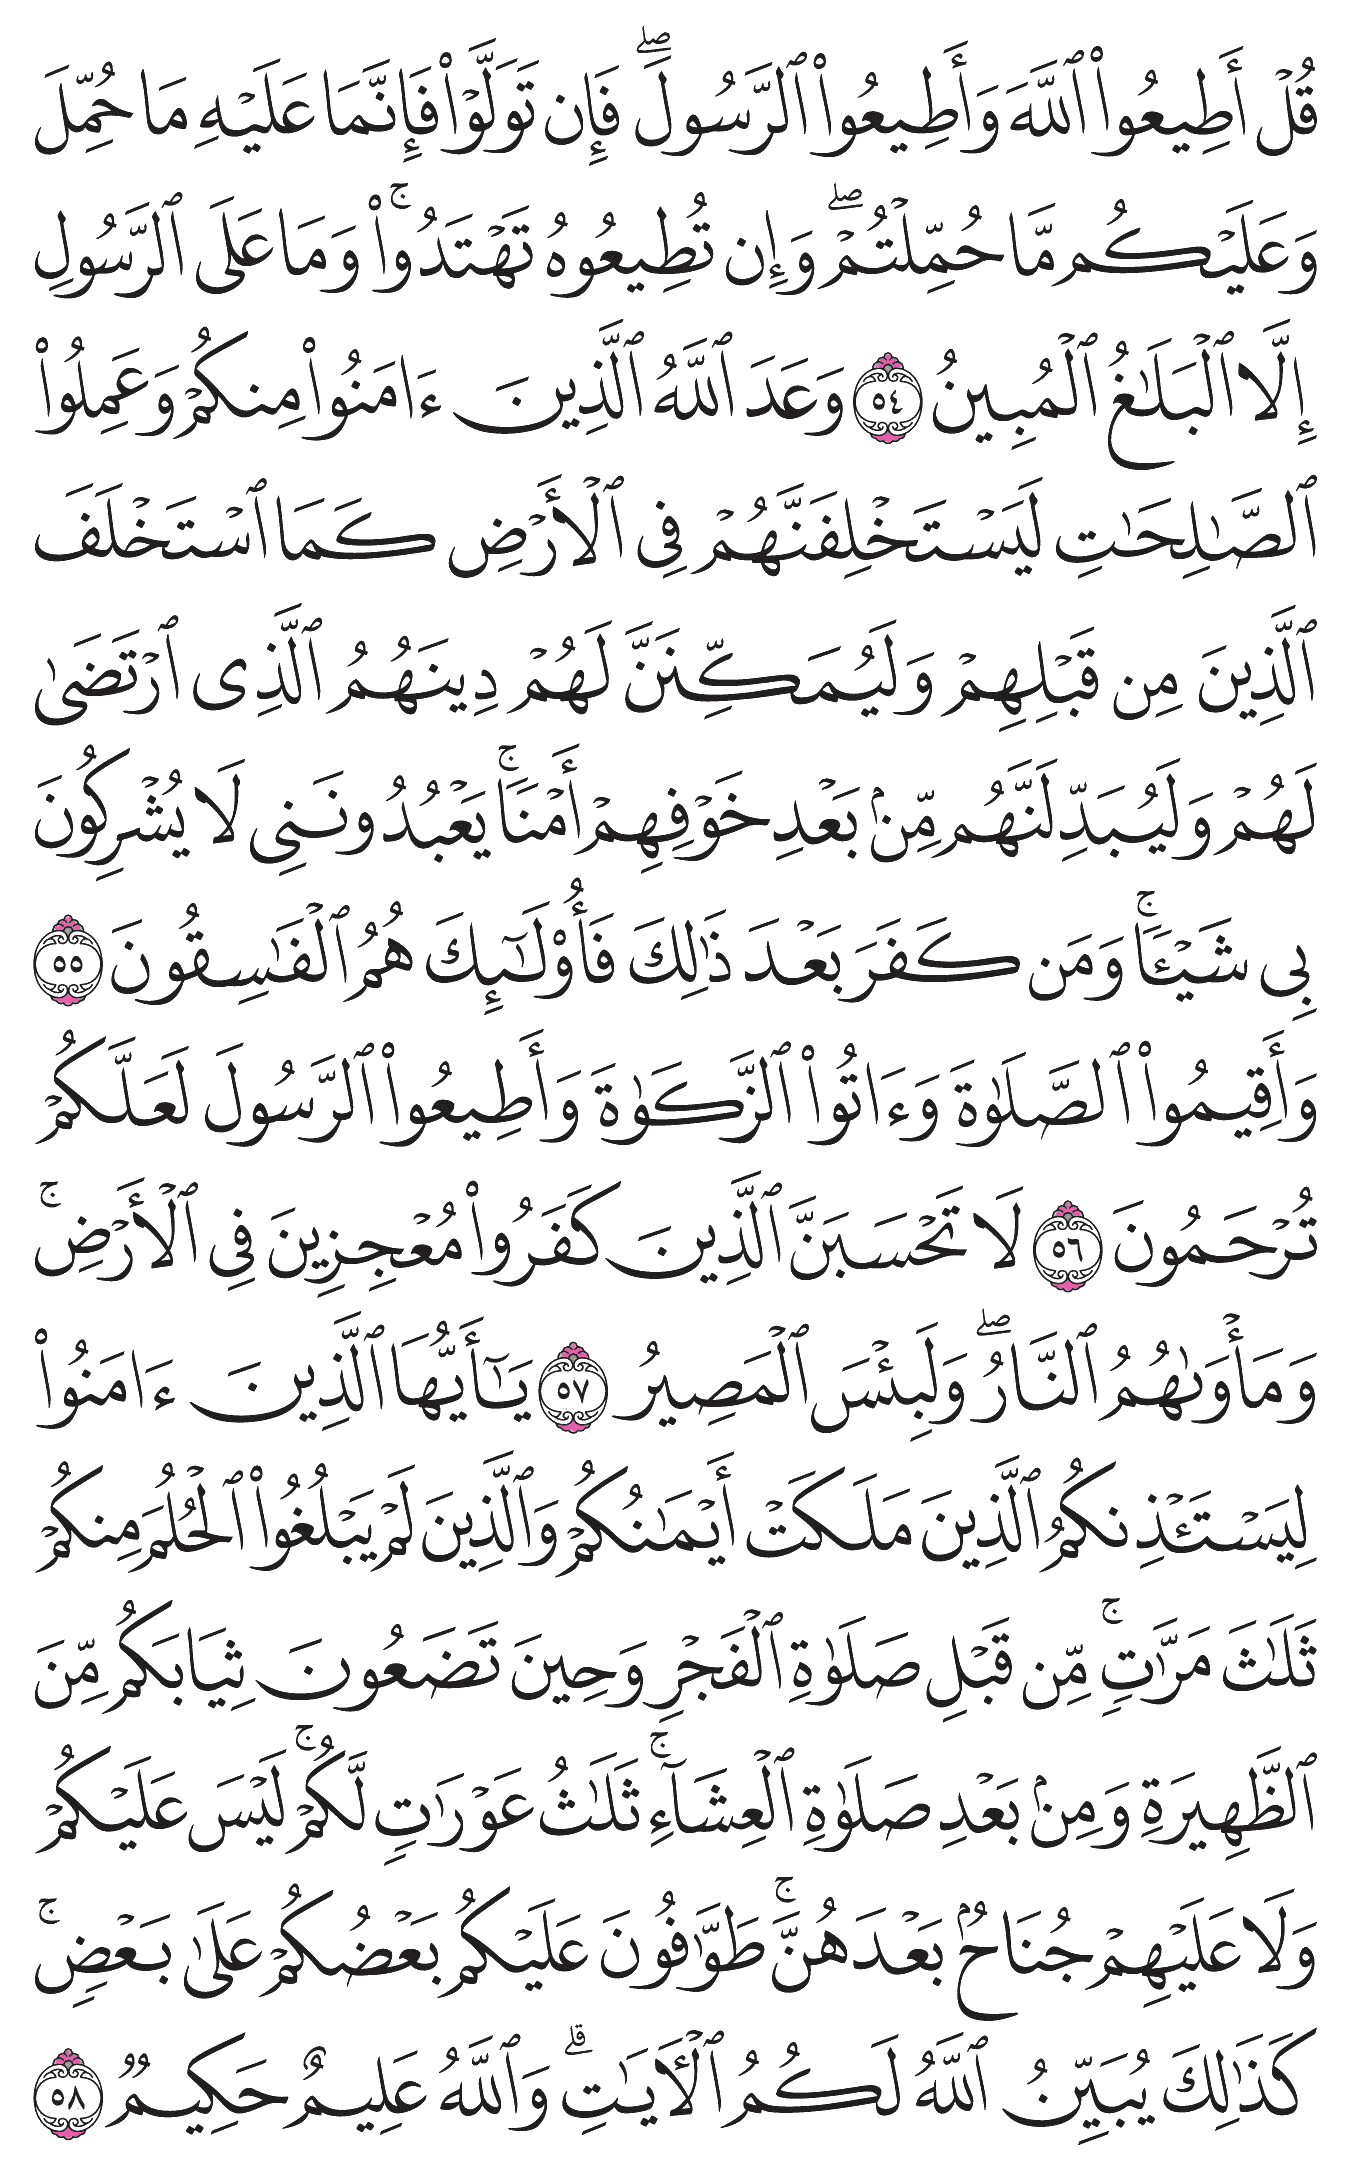 قُلۡ أَطِيعُواْ ٱللَّهَ وَأَطِيعُواْ ٱلرَّسُولَۖ فَإِن تَوَلَّوۡاْ فَإِنَّمَا عَلَيۡهِ مَا حُمِّلَ
وَعَلَيۡكُم مَّا حُمِّلۡتُمۡۖ وَإِن تُطِيعُوهُ تَهۡتَدُواْۚ وَمَا عَلَى ٱلرَّسُولِ
إِلَّا ٱلۡبَلَٰغُ ٱلۡمُبِينُ ٥٤ وَعَدَ ٱللَّهُ ٱلَّذِينَ ءَامَنُواْ مِنكُمۡ وَعَمِلُواْ
ٱلصَّٰلِحَٰتِ لَيَسۡتَخۡلِفَنَّهُمۡ فِي ٱلۡأَرۡضِ كَمَا ٱسۡتَخۡلَفَ
ٱلَّذِينَ مِن قَبۡلِهِمۡ وَلَيُمَكِّنَنَّ لَهُمۡ دِينَهُمُ ٱلَّذِي ٱرۡتَضَىٰ
لَهُمۡ وَلَيُبَدِّلَنَّهُم مِّنۢ بَعۡدِ خَوۡفِهِمۡ أَمۡنٗاۚ يَعۡبُدُونَنِي لَا يُشۡرِكُونَ
بِي شَيۡـٔٗاۚ وَمَن كَفَرَ بَعۡدَ ذَٰلِكَ فَأُوْلَٰٓئِكَ هُمُ ٱلۡفَٰسِقُونَ ٥٥
وَأَقِيمُواْ ٱلصَّلَوٰةَ وَءَاتُواْ ٱلزَّكَوٰةَ وَأَطِيعُواْ ٱلرَّسُولَ لَعَلَّكُمۡ
تُرۡحَمُونَ ٥٦ لَا تَحۡسَبَنَّ ٱلَّذِينَ كَفَرُواْ مُعۡجِزِينَ فِي ٱلۡأَرۡضِۚ
وَمَأۡوَىٰهُمُ ٱلنَّارُۖ وَلَبِئۡسَ ٱلۡمَصِيرُ ٥٧ يَٰٓأَيُّهَا ٱلَّذِينَ ءَامَنُواْ
لِيَسۡتَـٔۡذِنكُمُ ٱلَّذِينَ مَلَكَتۡ أَيۡمَٰنُكُمۡ وَٱلَّذِينَ لَمۡ يَبۡلُغُواْ ٱلۡحُلُمَ مِنكُمۡ
ثَلَٰثَ مَرَّٰتٖۚ مِّن قَبۡلِ صَلَوٰةِ ٱلۡفَجۡرِ وَحِينَ تَضَعُونَ ثِيَابَكُم مِّنَ
ٱلظَّهِيرَةِ وَمِنۢ بَعۡدِ صَلَوٰةِ ٱلۡعِشَآءِۚ ثَلَٰثُ عَوۡرَٰتٖ لَّكُمۡۚ لَيۡسَ عَلَيۡكُمۡ
وَلَا عَلَيۡهِمۡ جُنَاحُۢ بَعۡدَهُنَّۚ طَوَّٰفُونَ عَلَيۡكُم بَعۡضُكُمۡ عَلَىٰ بَعۡضٖۚ
كَذَٰلِكَ يُبَيِّنُ ٱللَّهُ لَكُمُ ٱلۡأٓيَٰتِۗ وَٱللَّهُ عَلِيمٌ حَكِيمٞ ٥٨